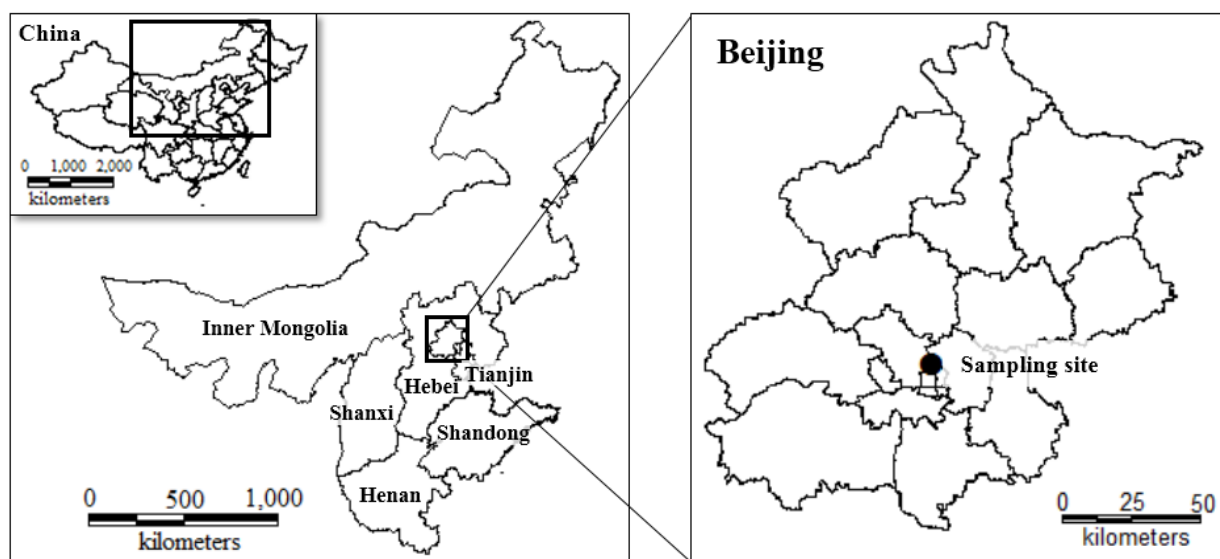 China
0 1,000 2,000
kilometers
Inner Mongolia
Hebei
Tianjin
Shanxi
Shandong
Henan
0 500 1,000
kilometers
Beijing
Sampling site
0 25 50
kilometers